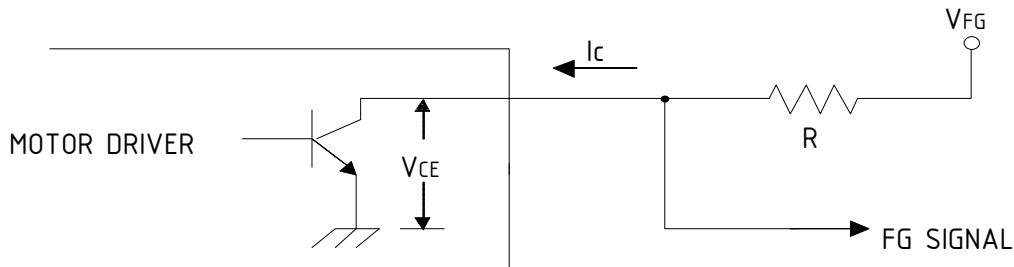 VFG
Ic
MOTOR DRIVER
VCE
R
FG SIGNAL